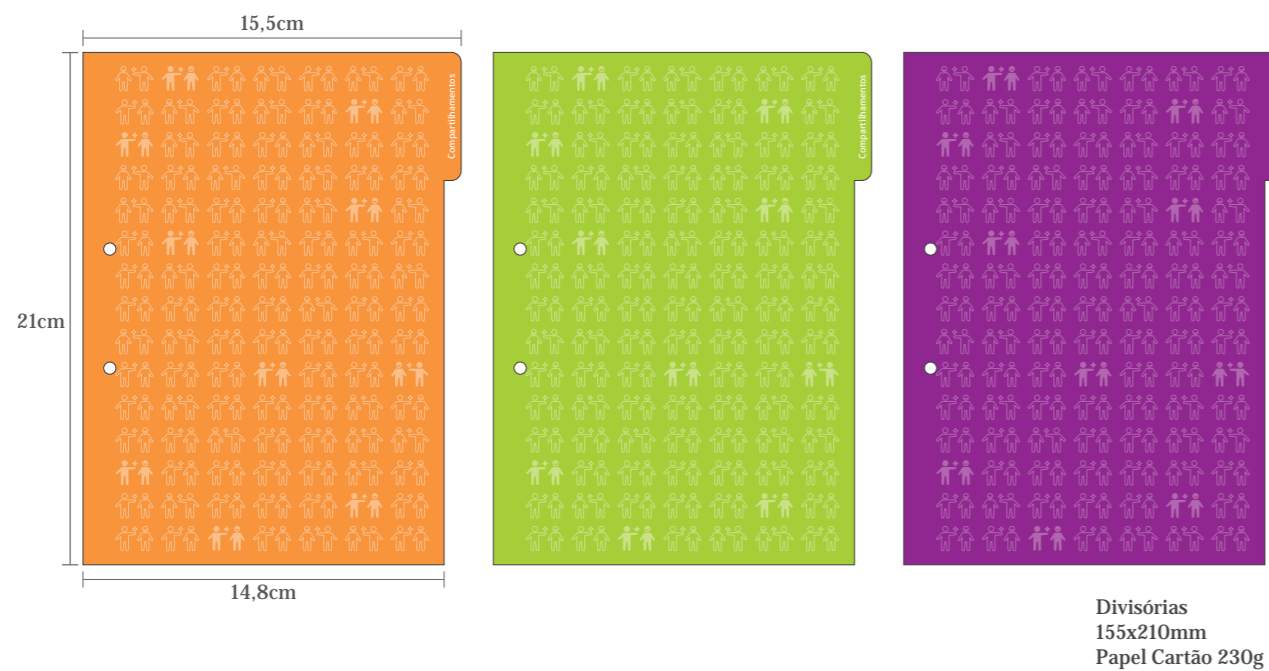 15,5cm
Compartilhamentos
Compartilhamentos
21cm
14,8cm
Divisórias
155x210mm
Papel Cartão 230g